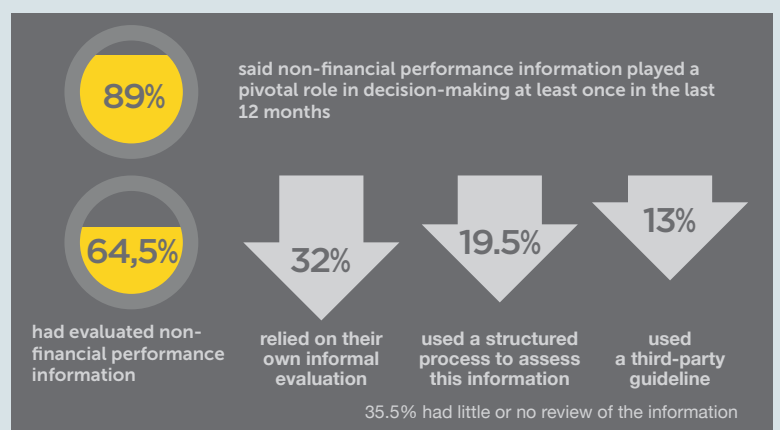 89%
said non-financial performance information played a
pivotal role in decision-making at least once in the last
12 months
64,5%
had evaluated non-
financial performance
information
32%
relied on their
own informal
evaluation
19.5%
used a structured
process to assess
this information
13%
used
a third-party
guideline
35.5% had little or no review of the information